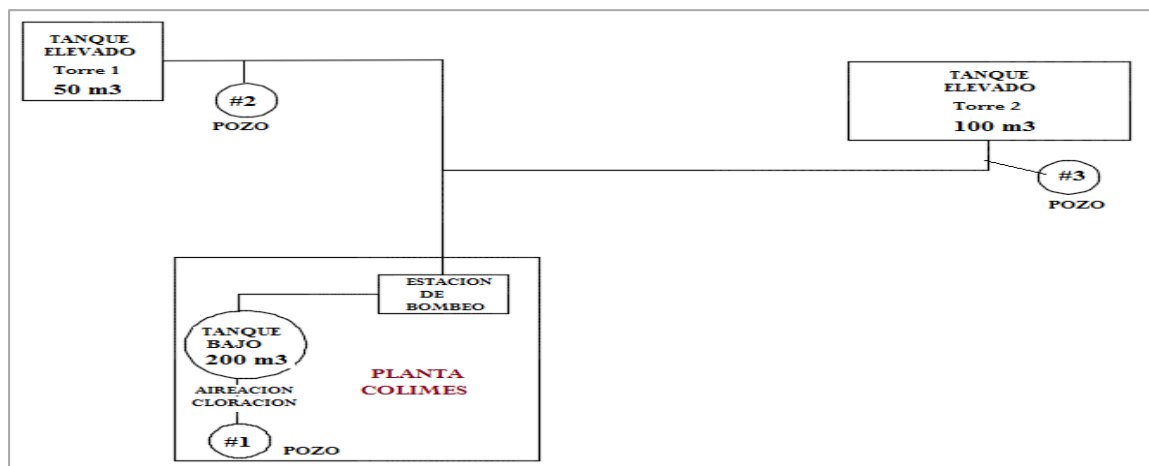 TANQUE
ELEVADO
Torre 1
50 m3
#2
POZO
TANQUE
ELEVADO
Torre 2
100 m3
#3
POZO
ESTACION
DE
BOMBEO
TANQUE
BAJO
200 m3
PLANTA
COLIMES
AIREACION
CLORACION
#1
POZO